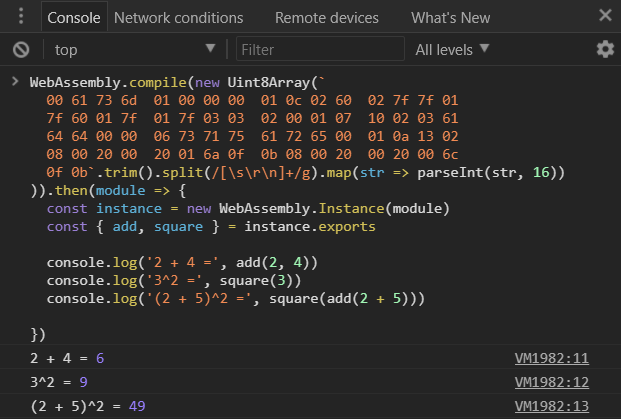 Console Network conditions Remote devices What's New
top Filter All levels
WebAssembly.compile(new Uint8Array(`
00 61 73 6d 01 00 00 00 01 0c 02 60 02 7f 7f 01
7f 60 01 7f 01 7f 03 03 02 00 01 07 10 02 03 61
64 64 00 00 06 73 71 75 61 72 65 00 01 0a 13 02
08 00 20 00 20 01 6a 0f 0b 08 00 20 00 20 00 6c
0f 0b`.trim().split(/[\s\r\n]+/g).map(str => parseInt(str, 16))
)).then(module => {
const instance = new WebAssembly.Instance(module)
const { add, square } = instance.exports
console.log('2 + 4 =', add(2, 4))
console.log('3^2 =', square(3))
console.log('(2 + 5)^2 =', square(add(2 + 5)))
})
2 + 4 = 6 VM1982:11
3^2 = 9 VM1982:12
(2 + 5)^2 = 49 VM1982:13